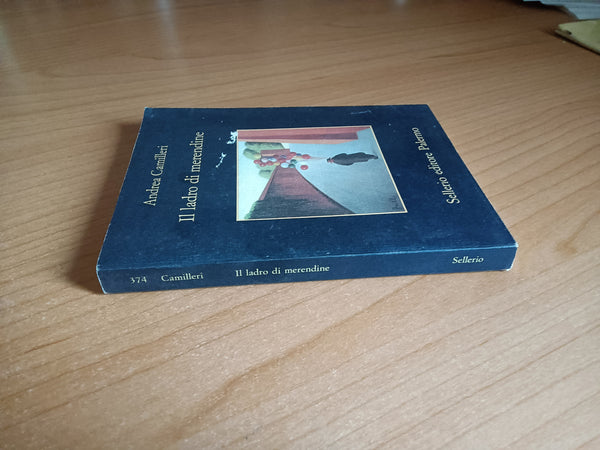 Andrea Camilleri
Il ladro di merendine
Sellerio editore Palermo
374 Camilleri Il ladro di merendine Sellerio